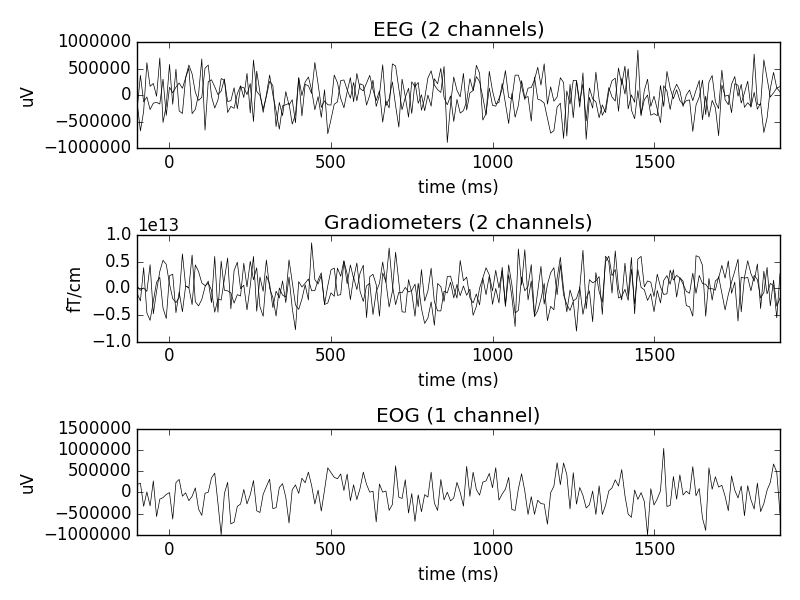 EEG (2 channels)
1000000
500000
0
−500000
−1000000
uV
0 500 1000 1500
time (ms)
Gradiometers (2 channels)
1e13
1.0
0.5
0.0
−0.5
−1.0
fT/cm
0 500 1000 1500
time (ms)
EOG (1 channel)
1500000
1000000
500000
0
−500000
−1000000
uV
0 500 1000 1500
time (ms)